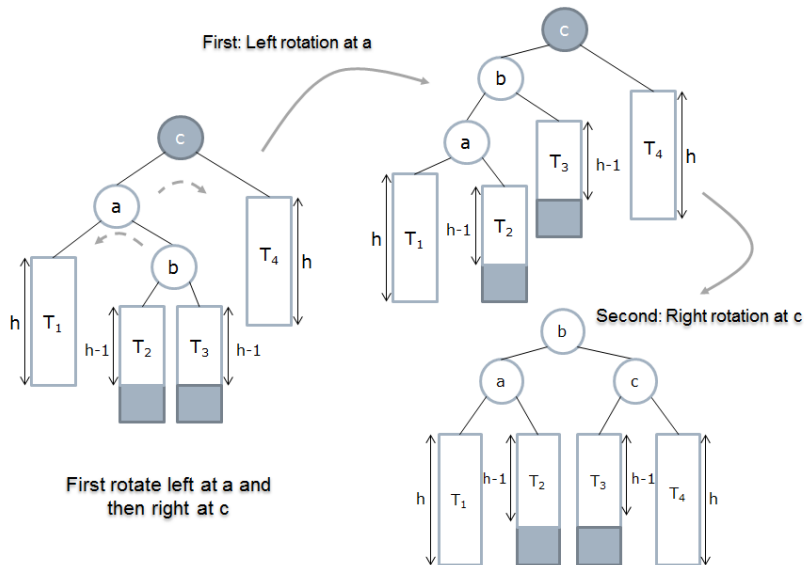 First: Left rotation at a
c
b
a
T3
h-1
T4
h
h
T1
h-1
T2
c
a
b
h
T1
h-1
T2
T3
h-1
T4
h
First rotate left at a and
then right at c
Second: Right rotation at c
b
a
c
h
T1
h-1
T2
T3
h-1
T4
h